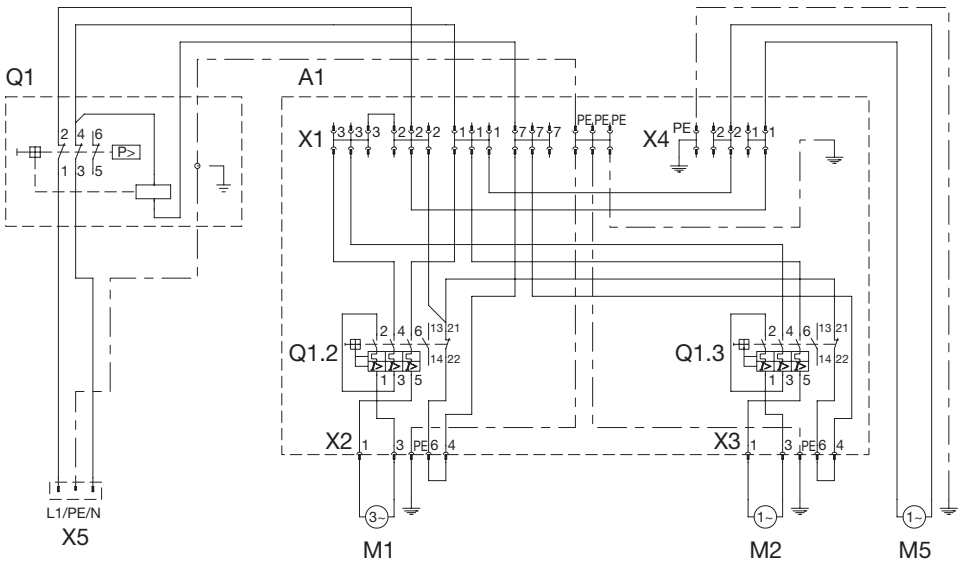 Q1
A1
2 4 6
P>
1 3 5
X1
3 3 3 2 2 2 1 1 1 7 7 7 PE PE PE
X4
PE 2 2 1 1
Q1.2
2 4 6 13 21
14 22
1 3 5
Q1.3
2 4 6 13 21
14 22
1 3 5
X2
1 3 PE 6 4
X3
1 3 PE 6 4
L1/PE/N
X5
3~
M1
1~
M2
1~
M5